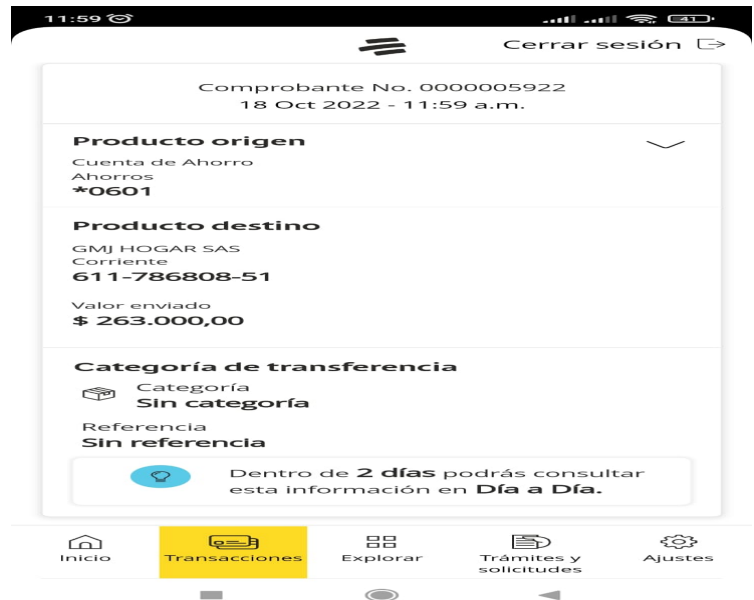 11:59
41
Cerrar sesión
Comprobante No. 0000005922
18 Oct 2022 - 11:59 a.m.
Producto origen
Cuenta de Ahorro
Ahorros
*0601
Producto destino
GMJ HOGAR SAS
Corriente
611-786808-51
Valor enviado
$ 263.000,00
Categoría de transferencia
Categoría
Sin categoría
Referencia
Sin referencia
Dentro de 2 días podrás consultar
esta información en Día a Día.
Inicio
Transacciones
Explorar
Trámites y
solicitudes
Ajustes